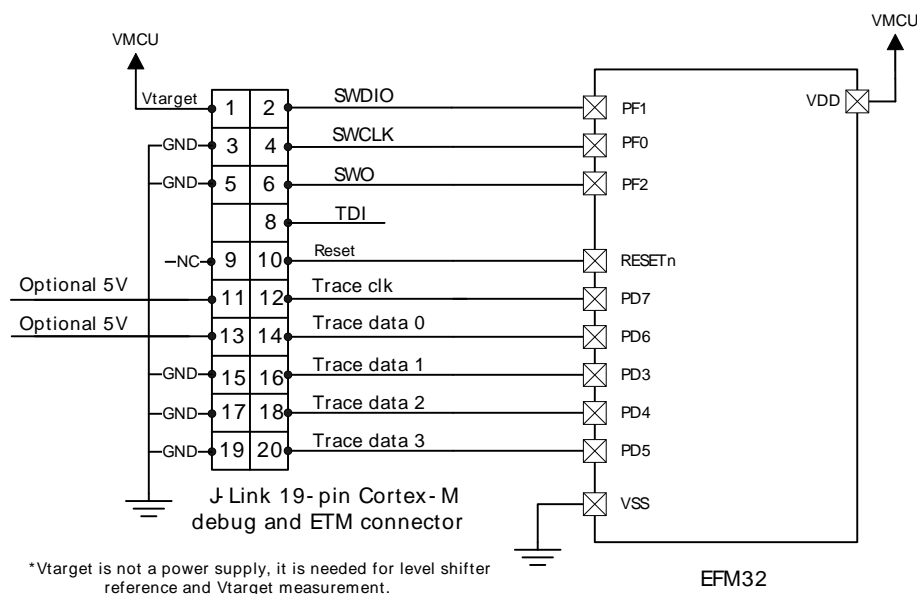 VMCU
VMCU
Vtarget 1 2 SWDIO PF1 VDD
GND 3 4 SWCLK PF0
GND 5 6 SWO PF2
8 TDI
NC 9 10 Reset RESETn
Optional 5V 11 12 Trace clk PD7
Optional 5V 13 14 Trace data 0 PD6
GND 15 16 Trace data 1 PD3
GND 17 18 Trace data 2 PD4
GND 19 20 Trace data 3 PD5
J-Link 19-pin Cortex-M
debug and ETM connector
VSS
*Vtarget is not a power supply, it is needed for level shifter
reference and Vtarget measurement.
EFM32